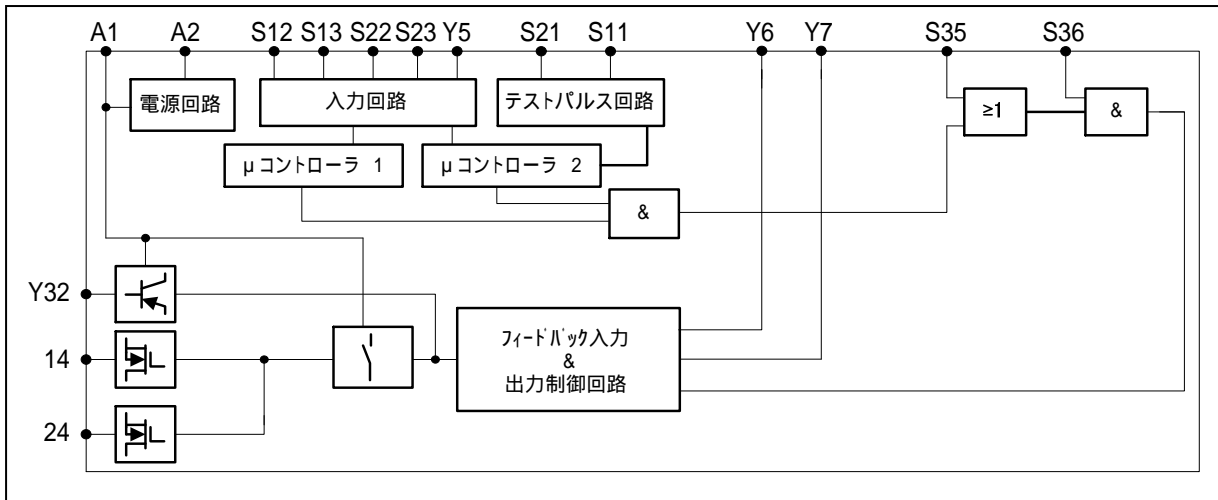 A1 A2 S12 S13 S22 S23 Y5 S21 S11 Y6 Y7 S35 S36
電源回路 入力回路 テストパルス回路 ≥1 &
μコントローラ 1 μコントローラ 2
&
Y32
14
24
フィードバック入力
&
出力制御回路